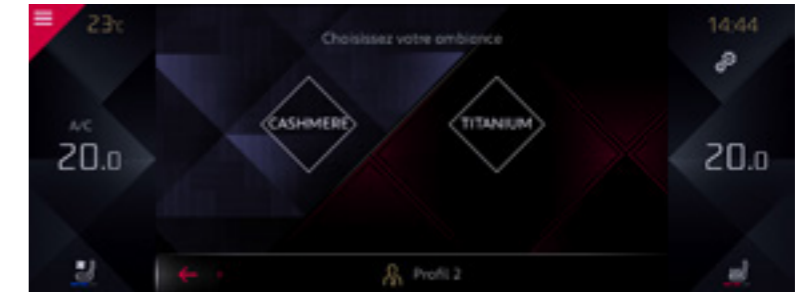 23°C
14:44
Choisissez votre ambiance
CASHMERE
TITANIUM
A/C
20.0
20.0
Profil 2